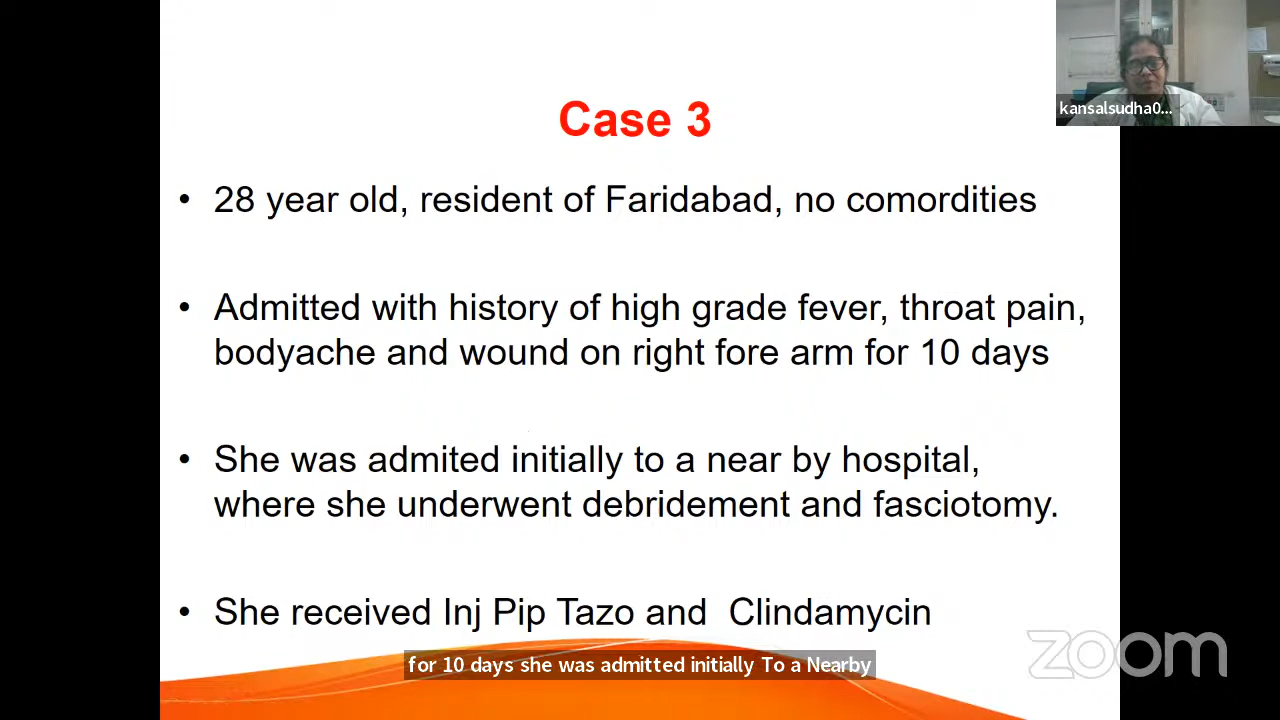 kansalsudha0...
Case 3
• 28 year old, resident of Faridabad, no comordities
• Admitted with history of high grade fever, throat pain,
bodyache and wound on right fore arm for 10 days
• She was admited initially to a near by hospital,
where she underwent debridement and fasciotomy.
• She received Inj Pip Tazo and Clindamycin
for 10 days she was admitted initially To a Nearby
zoom